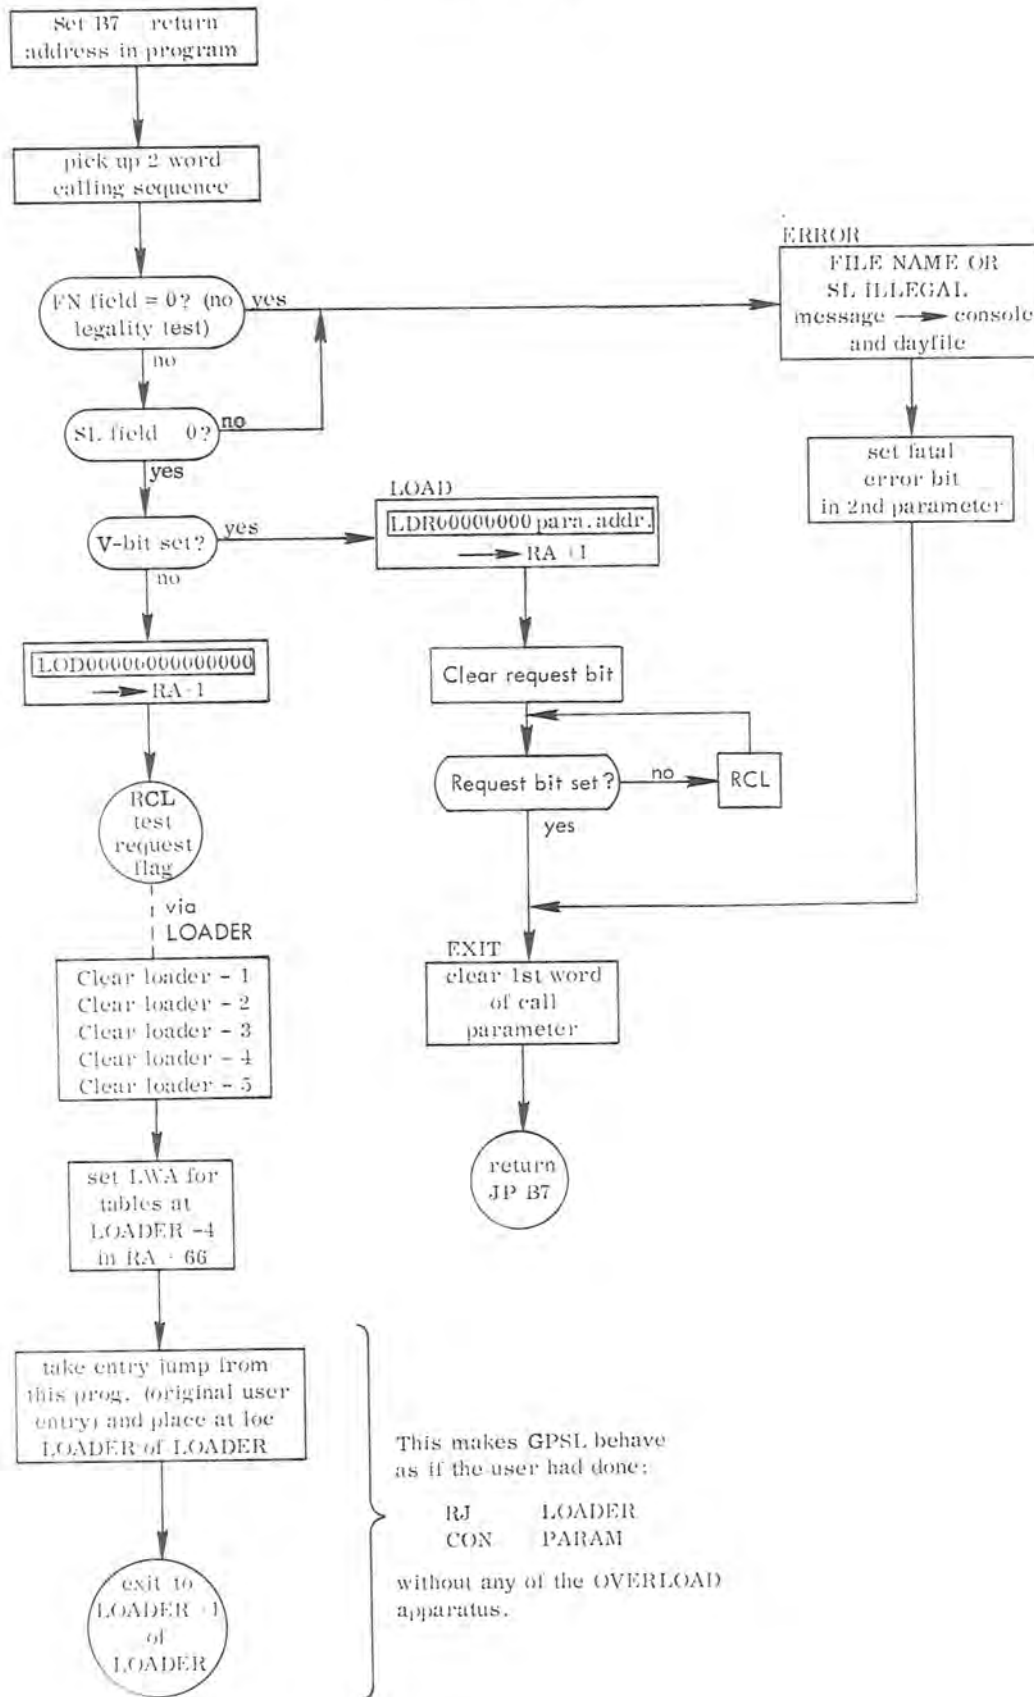 Set B7 return
address in program
pick up 2 word
calling sequence
FN field = 0? (no
legality test)
yes
no
SL field 0?
no
yes
V-bit set?
yes
no
LOD00000000000000
RA+1
RCL
test
request
flag
via
LOADER
Clear loader - 1
Clear loader - 2
Clear loader - 3
Clear loader - 4
Clear loader - 5
set LWA for
tables at
LOADER -4
in RA + 66
take entry jump from
this prog. (original user
entry) and place at loc
LOADER of LOADER
exit to
LOADER +1
of
LOADER
LOAD
LDR00000000 para. addr.
RA +1
Clear request bit
Request bit set?
no
RCL
yes
EXIT
clear 1st word
of call
parameter
return
JP B7
ERROR
FILE NAME OR
SL ILLEGAL
message console
and dayfile
set fatal
error bit
in 2nd parameter
This makes GPSL behave
as if the user had done:
RJ LOADER
CON PARAM
without any of the OVERLOAD
apparatus.